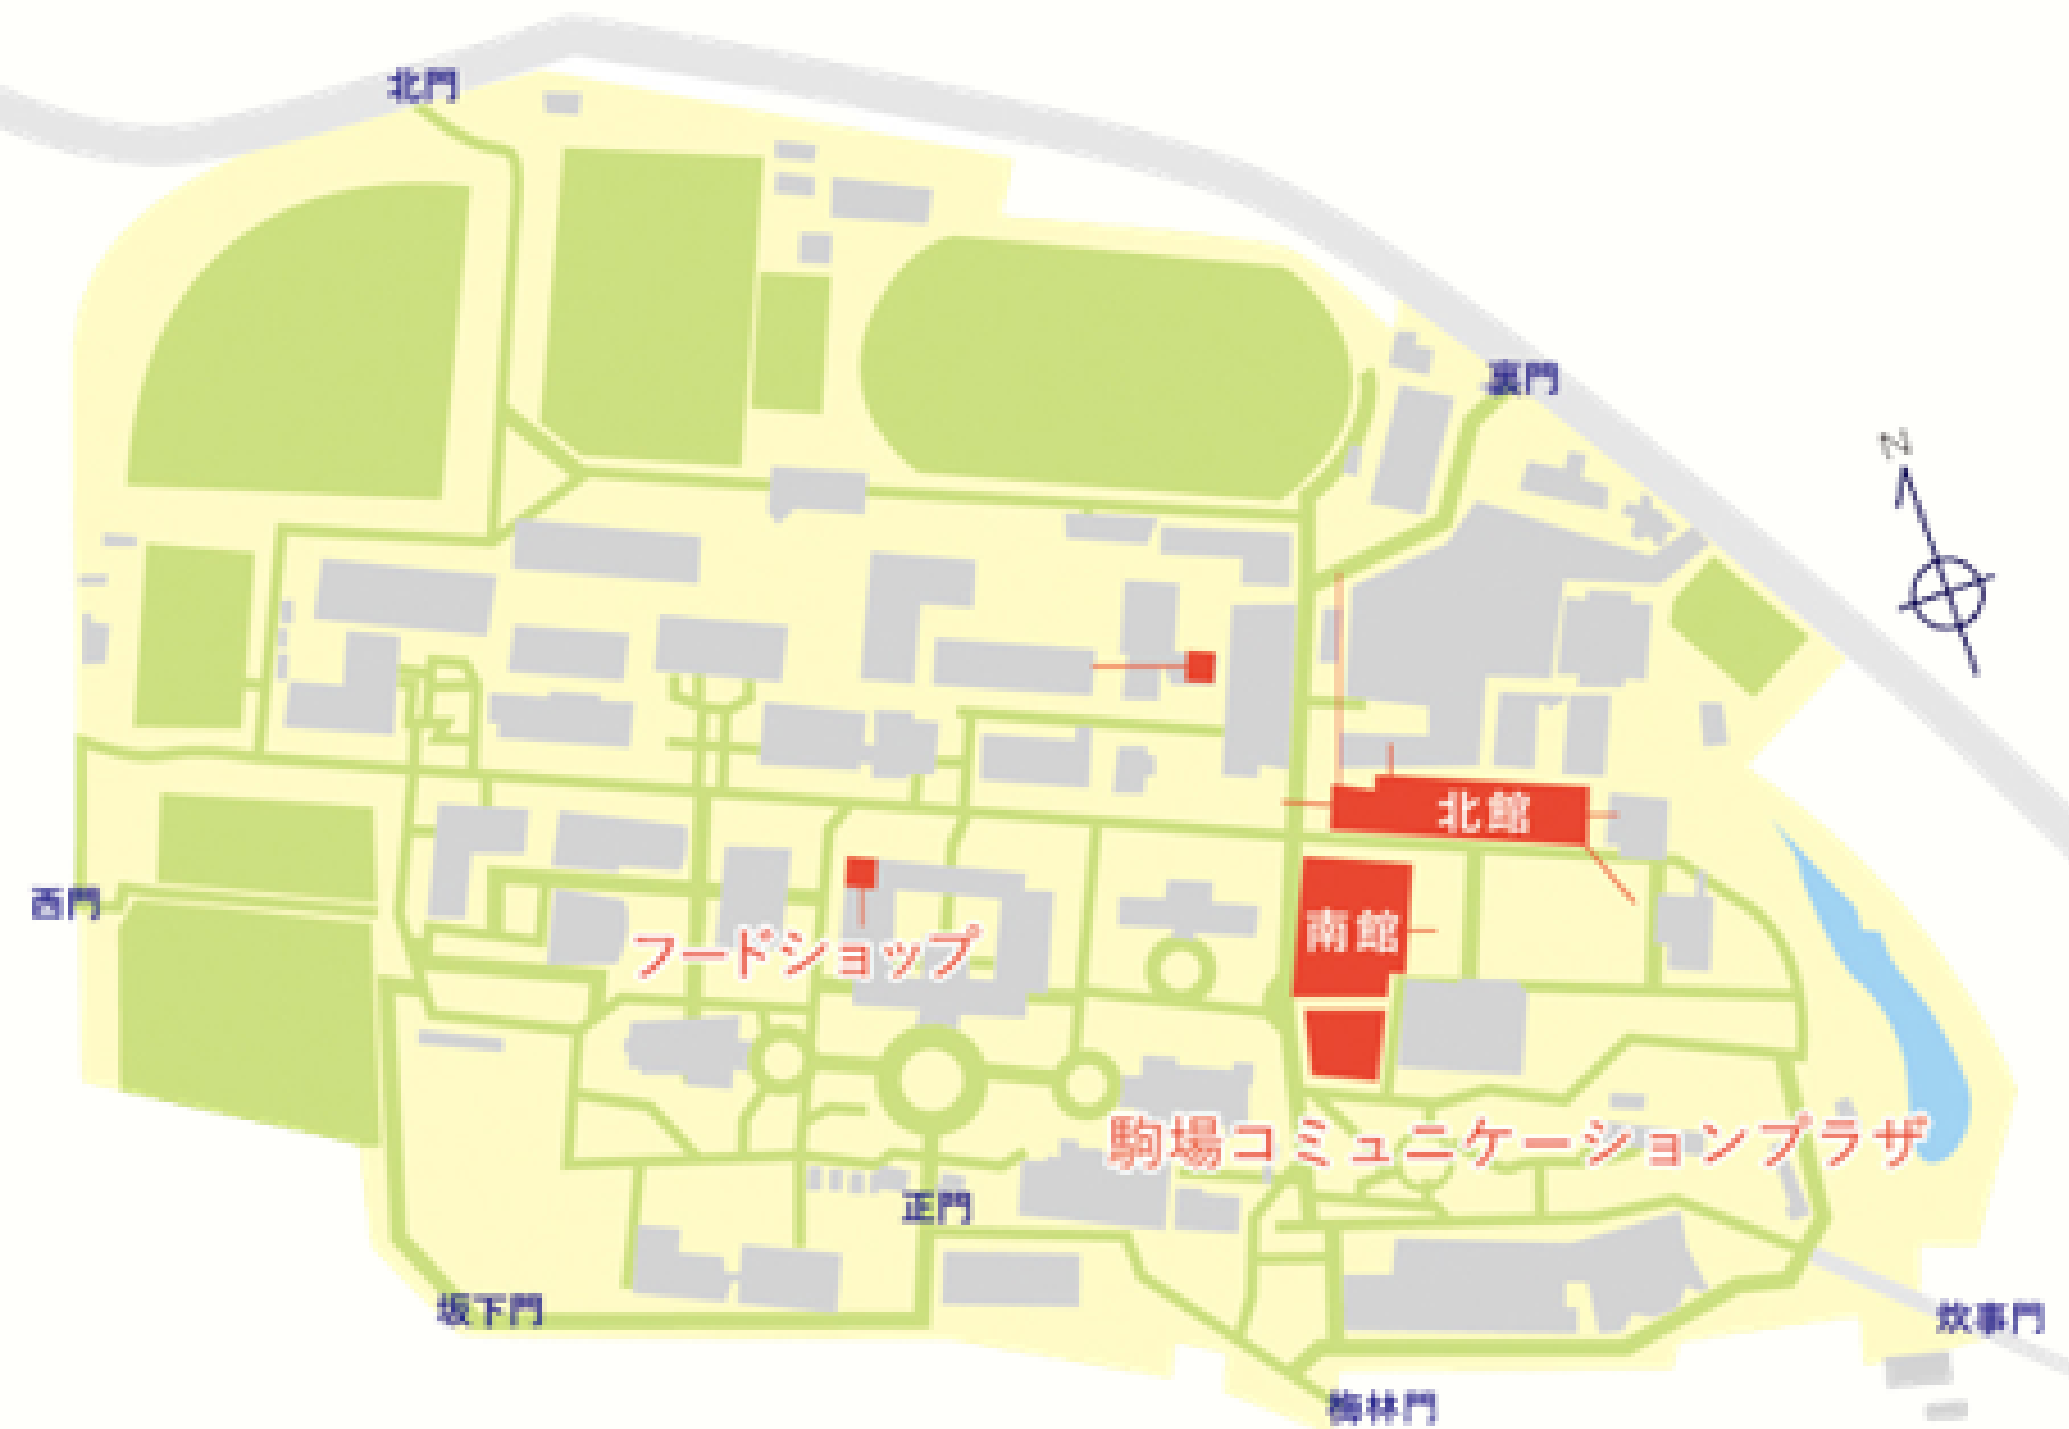 北門
裏門
N
北館
西門
南館
フードショップ
駒場コミュニケーションプラザ
正門
坂下門
炊事門
梅林門